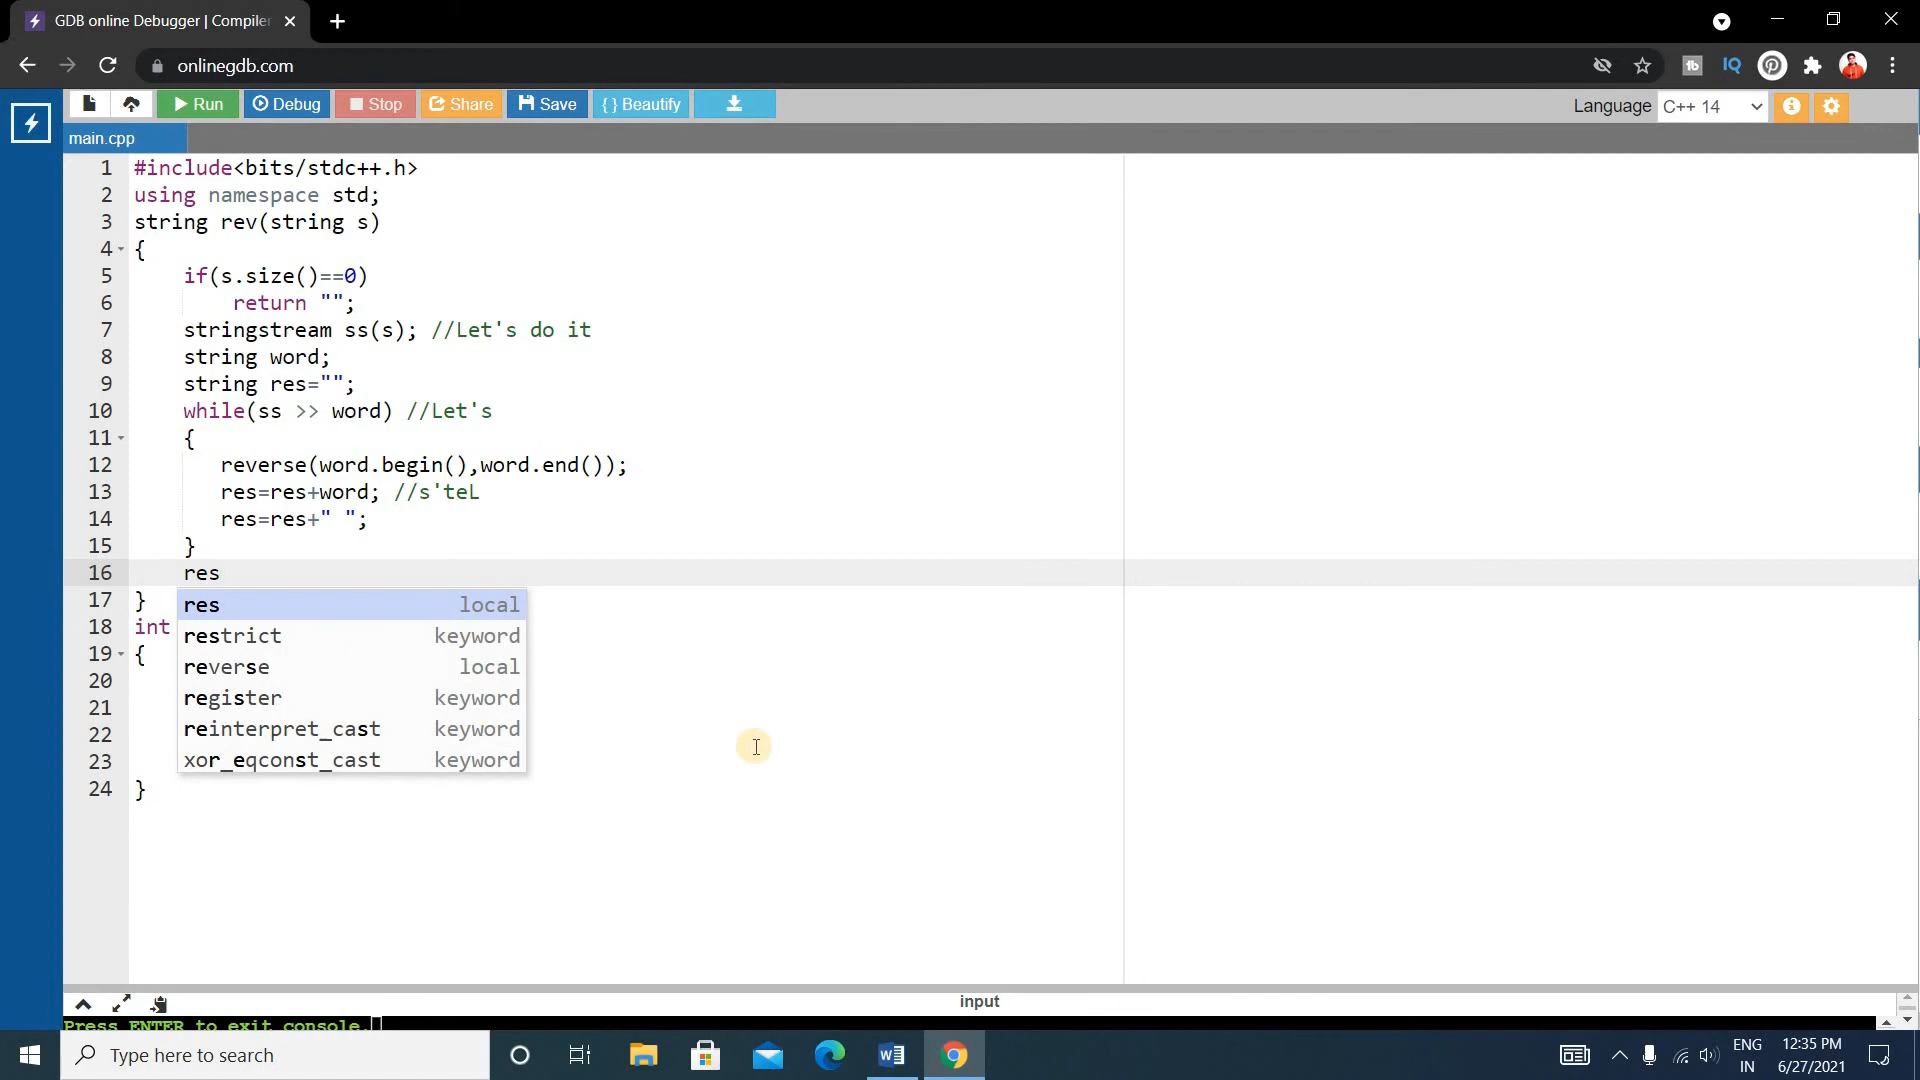 GDB online Debugger | Compiler
onlinegdb.com
Run Debug Stop Share Save { } Beautify Language C++ 14
main.cpp
1 #include<bits/stdc++.h>
2 using namespace std;
3 string rev(string s)
4 {
5 if(s.size()==0)
6 return "";
7 stringstream ss(s); //Let's do it
8 string word;
9 string res="";
10 while(ss >> word) //Let's
11 {
12 reverse(word.begin(),word.end());
13 res=res+word; //s'teL
14 res=res+" ";
15 }
16 res
17 }
res local
18 int
restrict keyword
19 {
reverse local
20
register keyword
21
reinterpret_cast keyword
22
xor_eqconst_cast keyword
23
24 }
input
Press ENTER to exit console.
Type here to search
ENG
IN
12:35 PM
6/27/2021